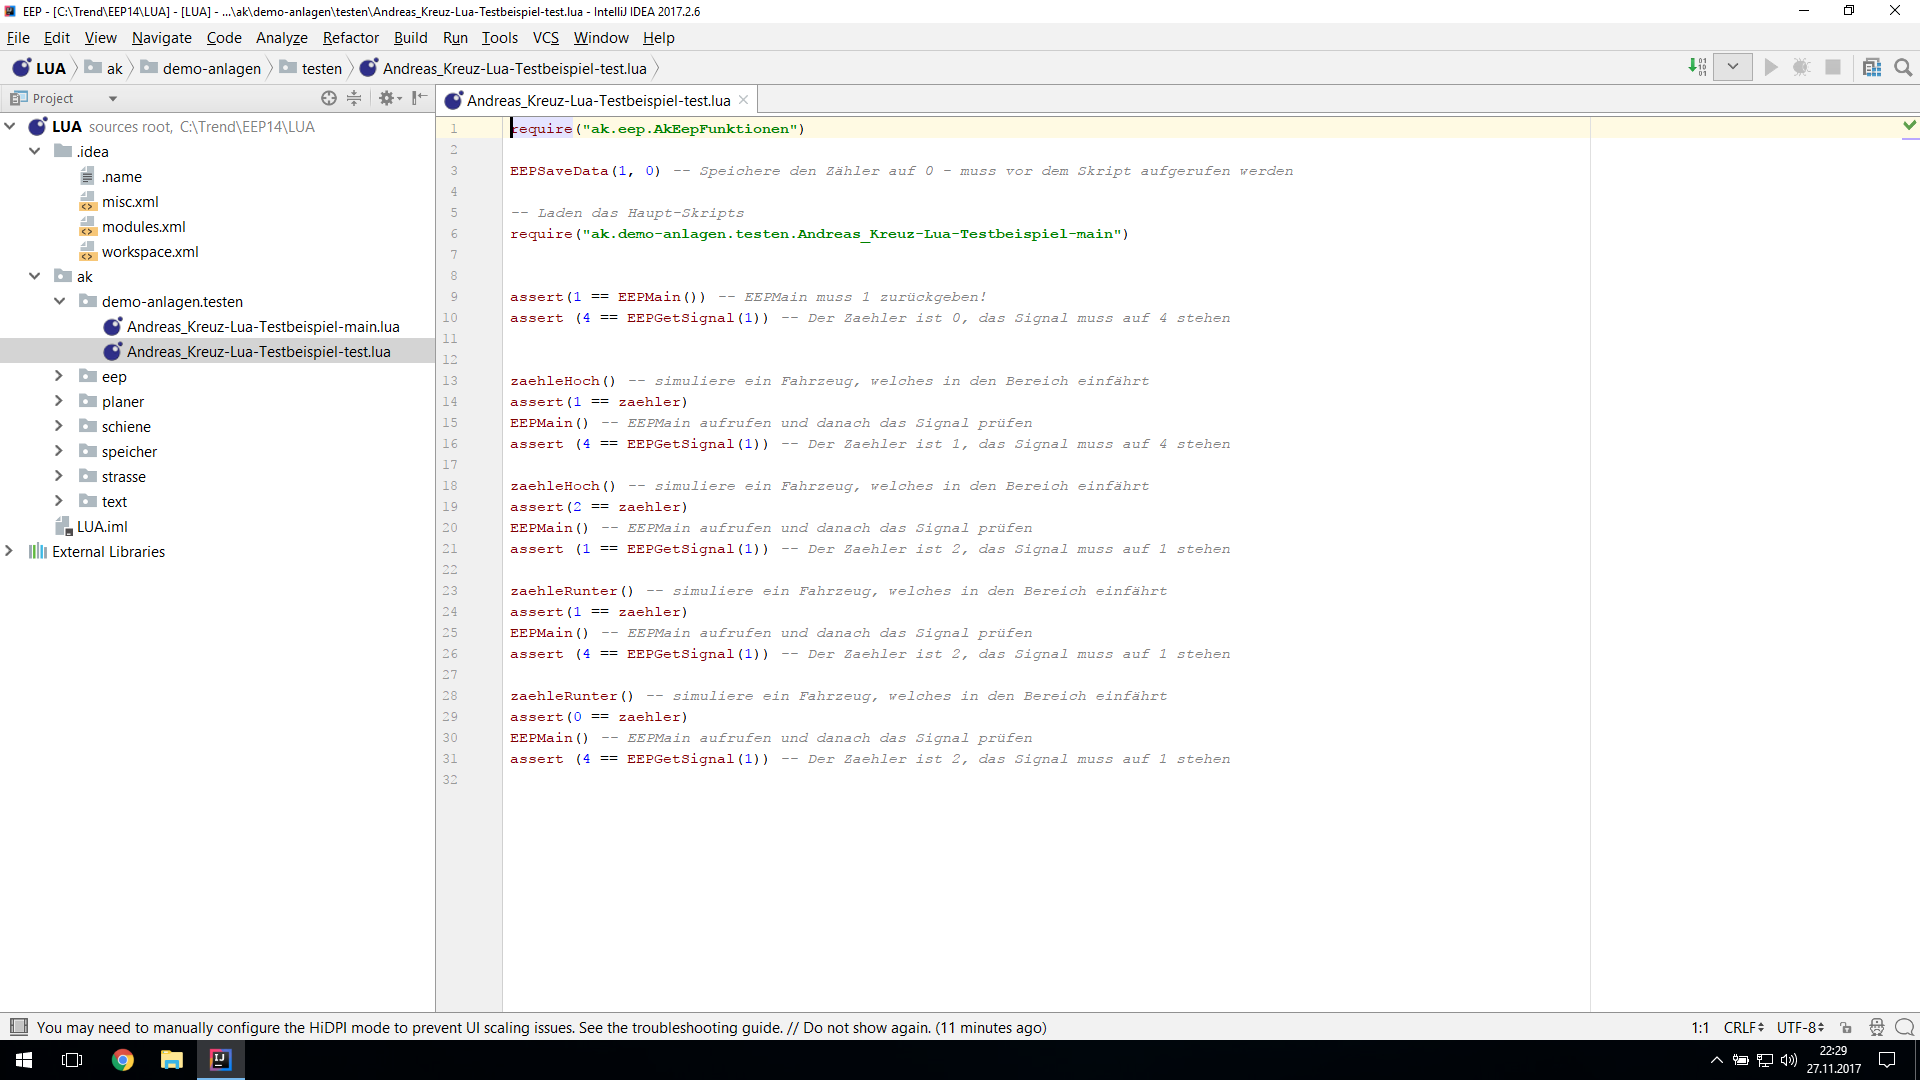 EEP - [C:\Trend\EEP14\LUA] - [LUA] - ...\ak\demo-anlagen\testen\Andreas_Kreuz-Lua-Testbeispiel-test.lua - IntelliJ IDEA 2017.2.6
File Edit View Navigate Code Analyze Refactor Build Run Tools VCS Window Help
LUA ak demo-anlagen testen Andreas_Kreuz-Lua-Testbeispiel-test.lua
Project
Andreas_Kreuz-Lua-Testbeispiel-test.lua
LUA sources root, C:\Trend\EEP14\LUA
.idea
.name
misc.xml
modules.xml
workspace.xml
ak
demo-anlagen.testen
Andreas_Kreuz-Lua-Testbeispiel-main.lua
Andreas_Kreuz-Lua-Testbeispiel-test.lua
eep
planer
schiene
speicher
strasse
text
LUA.iml
External Libraries
1 require("ak.eep.AkEepFunktionen")
2
3 EEPSaveData(1, 0) -- Speichere den Zähler auf 0 - muss vor dem Skript aufgerufen werden
4
5 -- Laden das Haupt-Skripts
6 require("ak.demo-anlagen.testen.Andreas_Kreuz-Lua-Testbeispiel-main")
7
8
9 assert(1 == EEPMain()) -- EEPMain muss 1 zurückgeben!
10 assert (4 == EEPGetSignal(1)) -- Der Zaehler ist 0, das Signal muss auf 4 stehen
11
12
13 zaehleHoch() -- simuliere ein Fahrzeug, welches in den Bereich einfährt
14 assert(1 == zaehler)
15 EEPMain() -- EEPMain aufrufen und danach das Signal prüfen
16 assert (4 == EEPGetSignal(1)) -- Der Zaehler ist 1, das Signal muss auf 4 stehen
17
18 zaehleHoch() -- simuliere ein Fahrzeug, welches in den Bereich einfährt
19 assert(2 == zaehler)
20 EEPMain() -- EEPMain aufrufen und danach das Signal prüfen
21 assert (1 == EEPGetSignal(1)) -- Der Zaehler ist 2, das Signal muss auf 1 stehen
22
23 zaehleRunter() -- simuliere ein Fahrzeug, welches in den Bereich einfährt
24 assert(1 == zaehler)
25 EEPMain() -- EEPMain aufrufen und danach das Signal prüfen
26 assert (4 == EEPGetSignal(1)) -- Der Zaehler ist 2, das Signal muss auf 1 stehen
27
28 zaehleRunter() -- simuliere ein Fahrzeug, welches in den Bereich einfährt
29 assert(0 == zaehler)
30 EEPMain() -- EEPMain aufrufen und danach das Signal prüfen
31 assert (4 == EEPGetSignal(1)) -- Der Zaehler ist 2, das Signal muss auf 1 stehen
32
You may need to manually configure the HiDPI mode to prevent UI scaling issues. See the troubleshooting guide. // Do not show again. (11 minutes ago)
1:1 CRLF UTF-8
22:29
27.11.2017